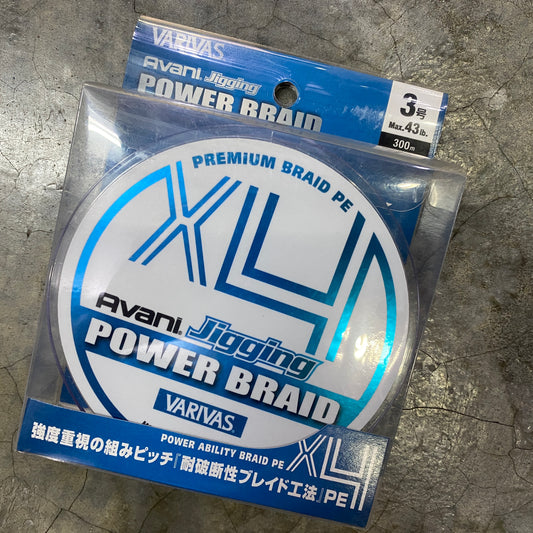 VARIVAS
Avani Jigging
POWER BRAID
3号
Max.43lb.
300m
PREMIUM BRAID PE
X4
Avani Jigging
POWER BRAID
VARIVAS
POWER ABILITY BRAID PE X4
強度重視の組みピッチ『耐破断性ブレイド工法』PE